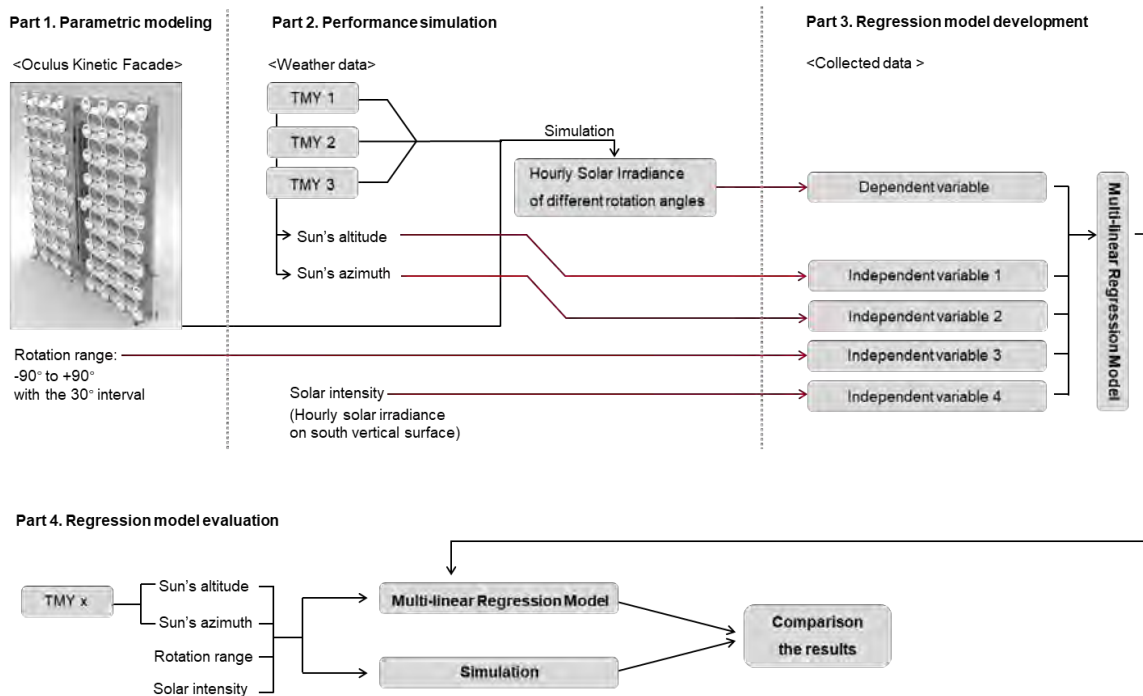 Part 1. Parametric modeling
<Oculus Kinetic Facade>
Rotation range:
-90° to +90°
with the 30° interval
Part 2. Performance simulation
<Weather data>
TMY 1
TMY 2
TMY 3
Simulation
Hourly Solar Irradiance
of different rotation angles
Sun's altitude
Sun's azimuth
Solar intensity
(Hourly solar irradiance
on south vertical surface)
Part 3. Regression model development
<Collected data >
Dependent variable
Independent variable 1
Independent variable 2
Independent variable 3
Independent variable 4
Multi-linear Regression Model
Part 4. Regression model evaluation
TMY x
Sun's altitude
Sun's azimuth
Rotation range
Solar intensity
Multi-linear Regression Model
Simulation
Comparison
the results